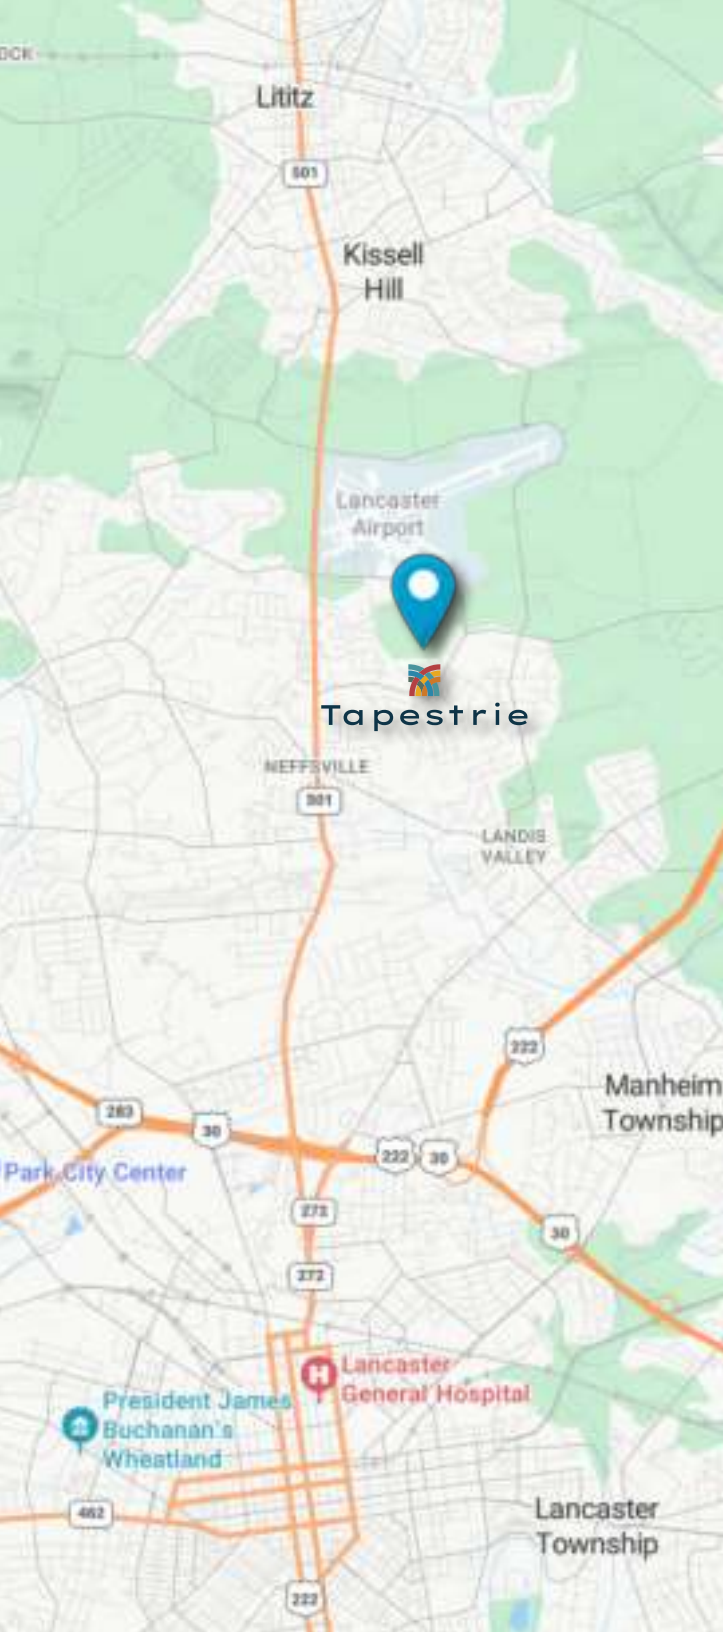 OCK
Lititz
501
Kissell
Hill
Lancaster
Airport
Tapestrie
NEFFSVILLE
501
LANDIS
VALLEY
222
Manheim
Township
283
30
222
30
Park City Center
272
30
272
Lancaster
General Hospital
President James
Buchanan's
Wheatland
462
Lancaster
Township
222